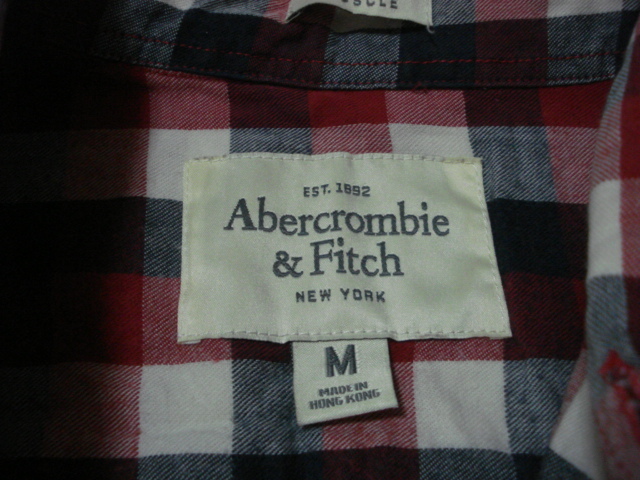 EST. 1892
Abercrombie
& Fitch
NEW YORK
M
MADE IN
HONG KONG